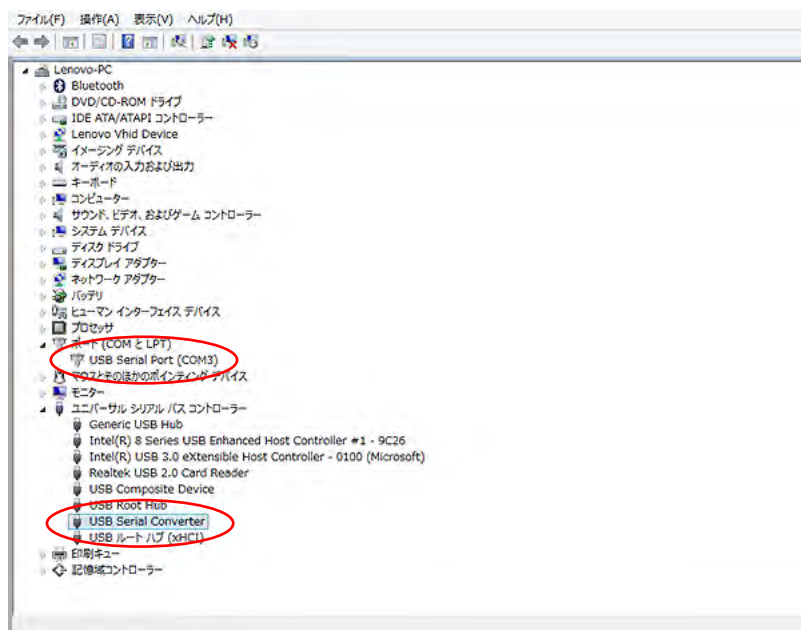 ファイル(F) 操作(A) 表示(V) ヘルプ(H)
Lenovo-PC
Bluetooth
DVD/CD-ROM ドライブ
IDE ATA/ATAPI コントローラー
Lenovo Vhid Device
イメージング デバイス
オーディオの入力および出力
キーボード
コンピューター
サウンド、ビデオ、およびゲーム コントローラー
システム デバイス
ディスク ドライブ
ディスプレイ アダプター
ネットワーク アダプター
バッテリ
ヒューマン インターフェイス デバイス
プロセッサ
ポート (COM と LPT)
USB Serial Port (COM3)
マウスとそのほかのポインティング デバイス
モニター
ユニバーサル シリアル バス コントローラー
Generic USB Hub
Intel(R) 8 Series USB Enhanced Host Controller #1 - 9C26
Intel(R) USB 3.0 eXtensible Host Controller - 0100 (Microsoft)
Realtek USB 2.0 Card Reader
USB Composite Device
USB Root Hub
USB Serial Converter
USB ルート ハブ (xHCI)
印刷キュー
記憶域コントローラー